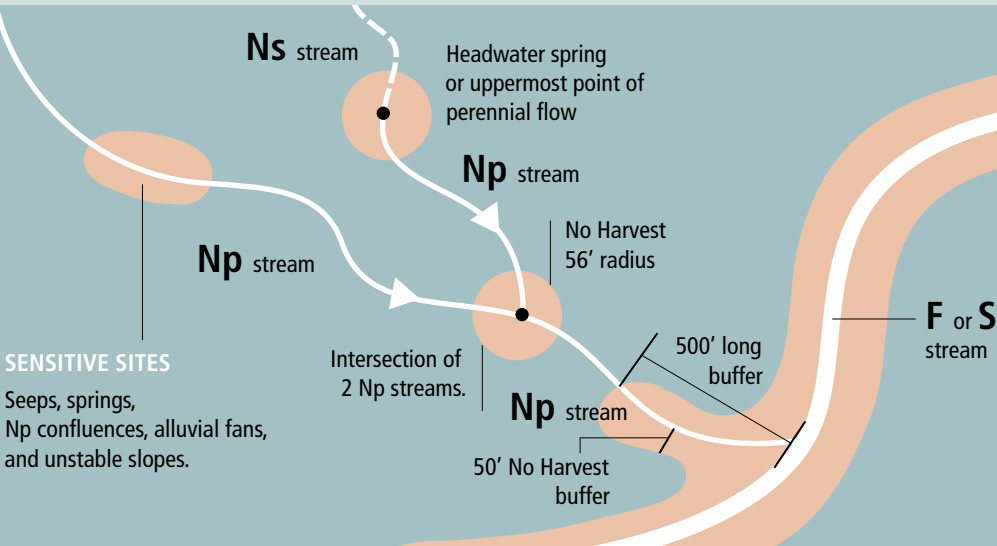 Ns stream
Headwater spring
or uppermost point of
perennial flow
Np stream
No Harvest
56′ radius
Np stream
F or S
stream
SENSITIVE SITES
Seeps, springs,
Np confluences, alluvial fans,
and unstable slopes.
Intersection of
2 Np streams.
500′ long
buffer
Np stream
50′ No Harvest
buffer